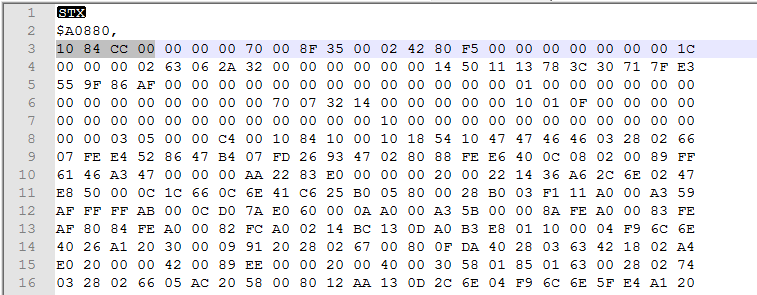 1 STX
2 $A0880,
3 10 84 CC 00 00 00 00 70 00 8F 35 00 02 42 80 F5 00 00 00 00 00 00 00 1C
4 00 00 00 02 63 06 2A 32 00 00 00 00 00 00 14 50 11 13 78 3C 30 71 7F E3
5 55 9F 86 AF 00 00 00 00 00 00 00 00 00 00 00 00 00 01 00 00 00 00 00 00
6 00 00 00 00 00 00 70 07 32 14 00 00 00 00 00 00 10 01 0F 00 00 00 00 00
7 00 00 00 00 00 00 00 00 00 00 00 00 10 00 00 00 00 00 00 00 00 00 00 00
8 00 00 03 05 00 00 C4 00 10 84 10 00 10 18 54 10 47 47 46 46 03 28 02 66
9 07 FE E4 52 86 47 B4 07 FD 26 93 47 02 80 88 FE E6 40 0C 08 02 00 89 FF
10 61 46 A3 47 00 00 00 AA 22 83 E0 00 00 00 20 00 22 14 36 A6 2C 6E 02 47
11 E8 50 00 0C 1C 66 0C 6E 41 C6 25 B0 05 80 00 28 B0 03 F1 11 A0 00 A3 59
12 AF FF FF AB 00 0C D0 7A E0 60 00 0A A0 00 A3 5B 00 00 8A FE A0 00 83 FE
13 AF 80 84 FE A0 00 82 FC A0 02 14 BC 13 0D A0 B3 E8 01 10 00 04 F9 6C 6E
14 40 26 A1 20 30 00 09 91 20 28 02 67 00 80 0F DA 40 28 03 63 42 18 02 A4
15 E0 20 00 00 42 00 89 EE 00 00 20 00 40 00 30 58 01 85 01 63 00 28 02 74
16 03 28 02 66 05 AC 20 58 00 80 12 AA 13 0D 2C 6E 04 F9 6C 6E 5F E4 A1 20